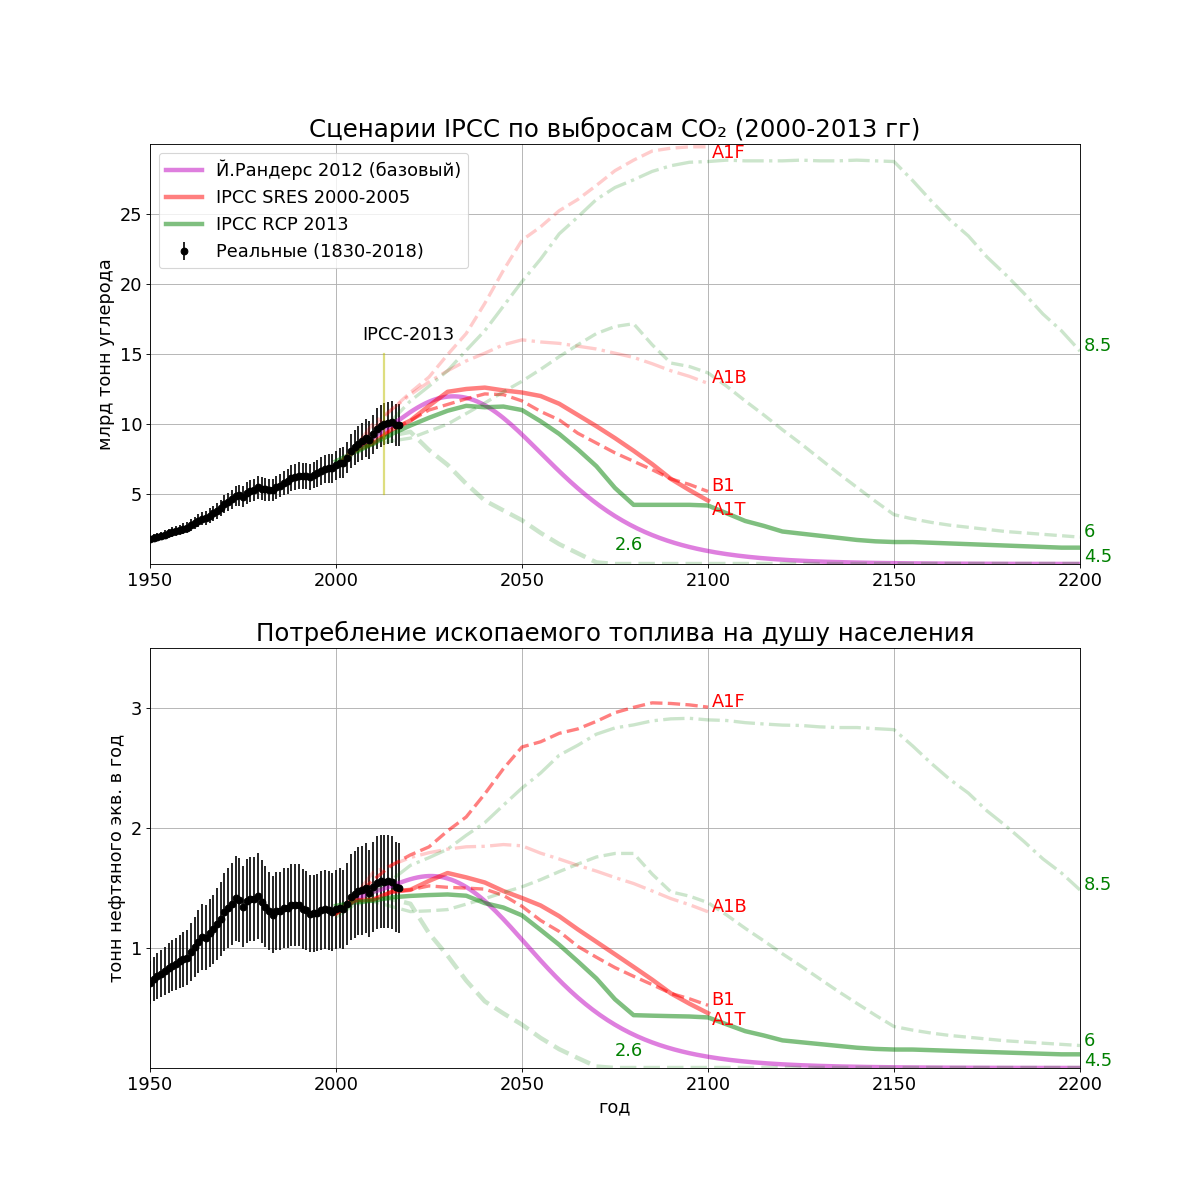 Сценарии IPCC по выбросам CO₂ (2000-2013 гг)
млрд тонн углерода
25
20
15
10
5
Й.Рандерс 2012 (базовый)
IPCC SRES 2000-2005
IPCC RCP 2013
Реальные (1830-2018)
IPCC-2013
A1F
8.5
A1B
B1
A1T
2.6
6
4.5
1950 2000 2050 2100 2150 2200
Потребление ископаемого топлива на душу населения
тонн нефтяного экв. в год
3
2
1
A1F
8.5
A1B
B1
A1T
2.6
6
4.5
1950 2000 2050 2100 2150 2200
год